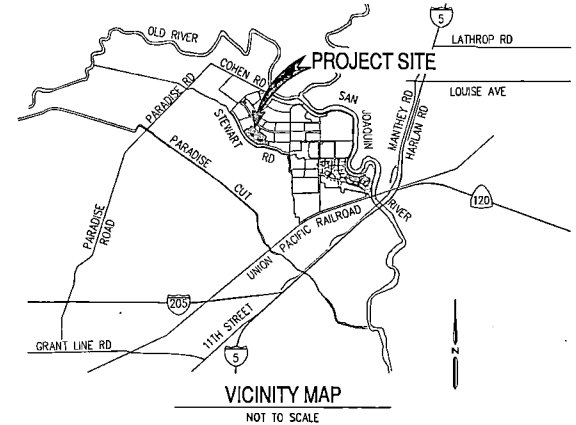 5
OLD RIVER
LATHROP RD
COHEN RD
PROJECT SITE
PARADISE RD
SAN
JOAQUIN
RIVER
MANTHEY RD
HARLAN RD
LOUISE AVE
STEWART
RD
PARADISE
CUT
120
PARADISE
ROAD
UNION PACIFIC RAILROAD
205
11TH STREET
GRANT LINE RD
5
N
VICINITY MAP
NOT TO SCALE